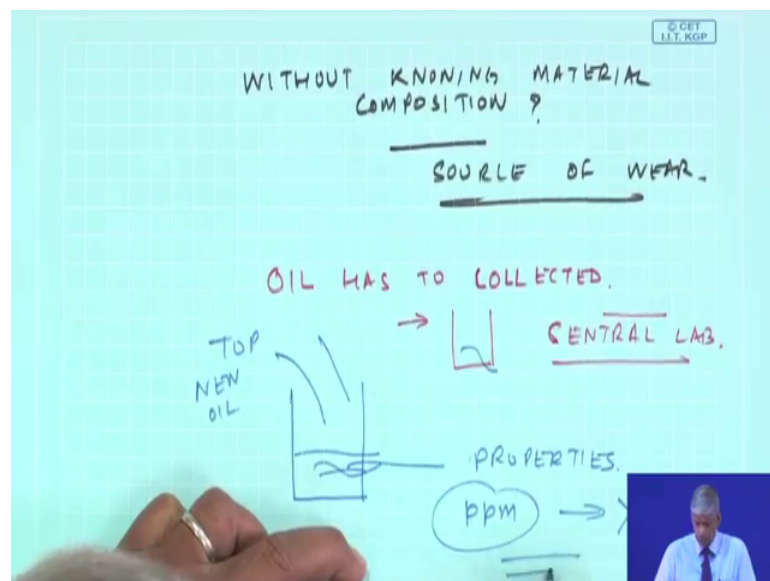 © CET
I.I.T. KGP
WITHOUT KNONING MATERIAL
COMPOSITION ?
SOURLE OF WEAR.
OIL HAS TO COLLECTED.
→ CENTRAL LAB.
TOP
NEW
OIL
PROPERTIES.
ppm →